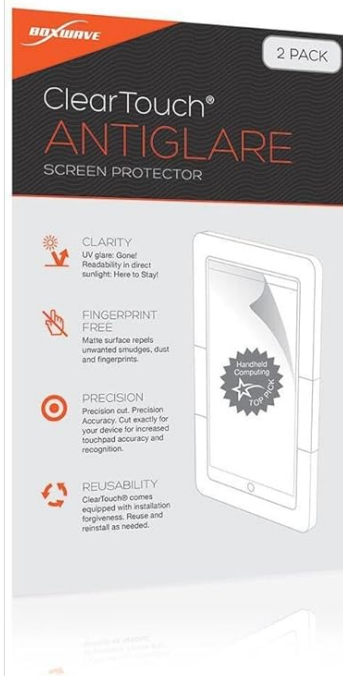 BOXWAVE
2 PACK
ClearTouch®
ANTIGLARE
SCREEN PROTECTOR
CLARITY
UV glare: Gone!
Readability in direct
sunlight: Here to Stay!
FINGERPRINT
FREE
Matte surface repels
unwanted smudges, dust
and fingerprints.
PRECISION
Precision cut. Precision
Accuracy. Cut exactly for
your device for increased
touchpad accuracy and
recognition.
REUSABILITY
ClearTouch® comes
equipped with installation
forgiveness. Reuse and
reinstall as needed.
Handheld
Computing
TOP PICK